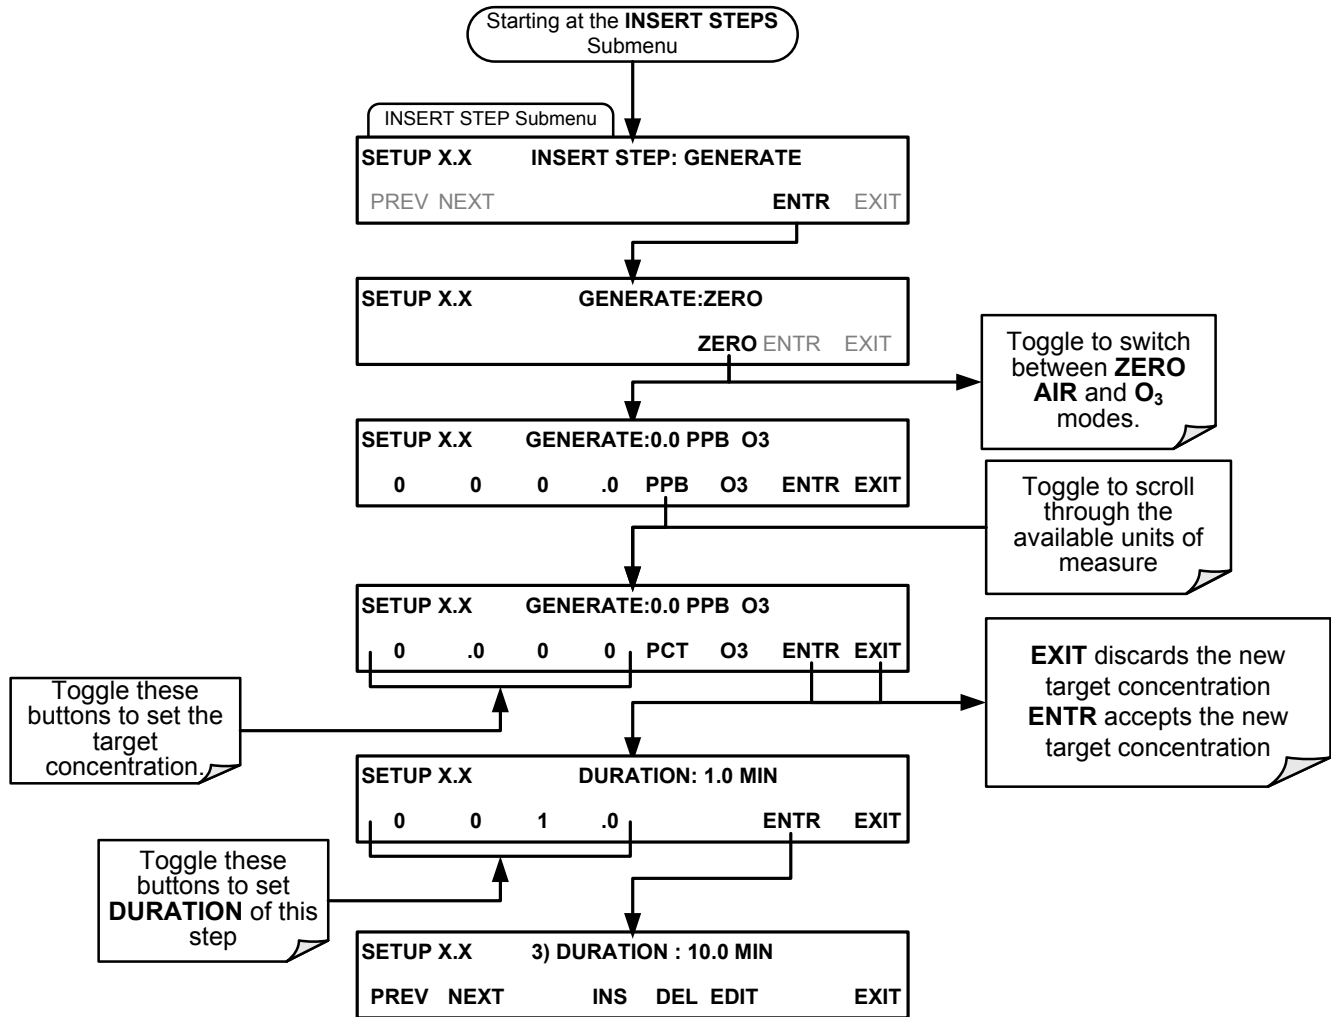 Starting at the INSERT STEPS
Submenu
INSERT STEP Submenu
SETUP X.X INSERT STEP: GENERATE
PREV NEXT ENTR EXIT
SETUP X.X GENERATE:ZERO
ZERO ENTR EXIT
Toggle to switch
between ZERO
AIR and O₃
modes.
SETUP X.X GENERATE:0.0 PPB O3
0 0 0 .0 PPB O3 ENTR EXIT
Toggle to scroll
through the
available units of
measure
SETUP X.X GENERATE:0.0 PPB O3
0 .0 0 0 PCT O3 ENTR EXIT
EXIT discards the new
target concentration
ENTR accepts the new
target concentration
Toggle these
buttons to set the
target
concentration.
SETUP X.X DURATION: 1.0 MIN
0 0 1 .0 ENTR EXIT
Toggle these
buttons to set
DURATION of this
step
SETUP X.X 3) DURATION : 10.0 MIN
PREV NEXT INS DEL EDIT EXIT